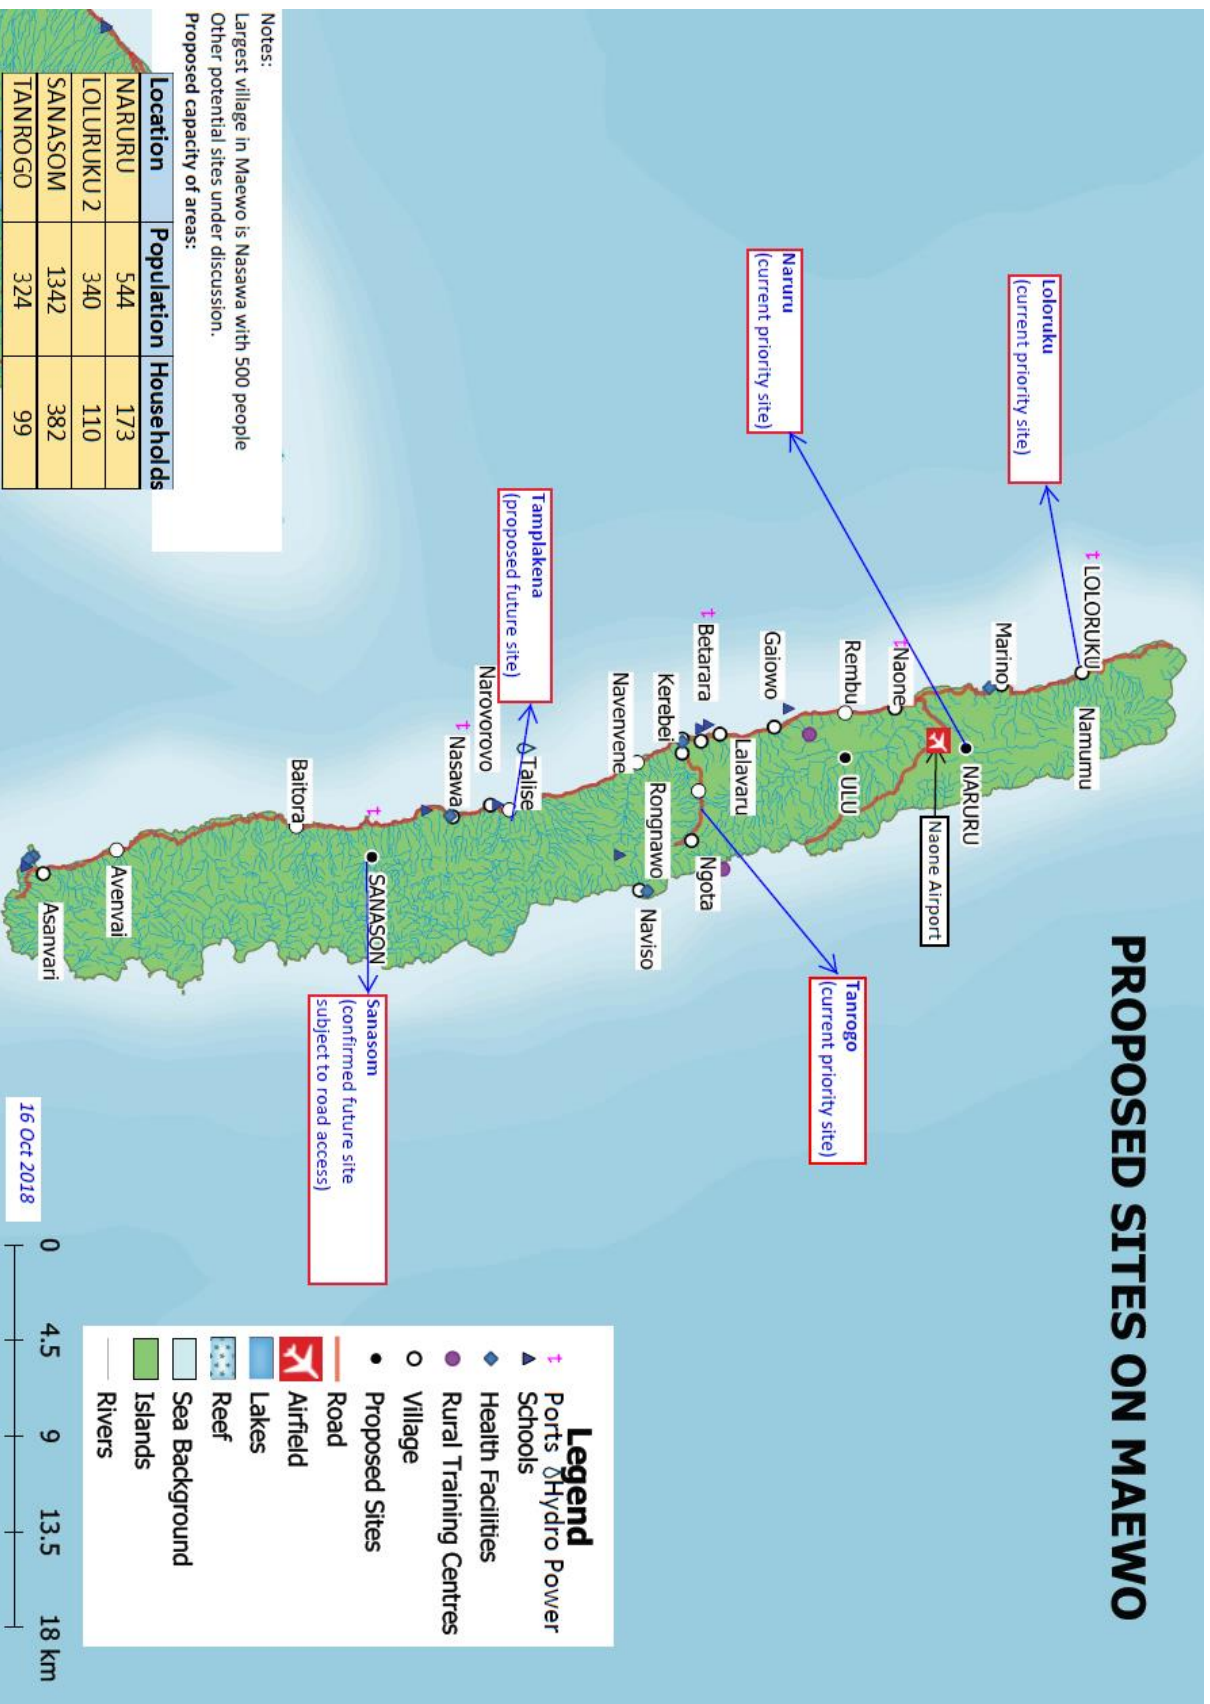 PROPOSED SITES ON MAEWO
Loloruku
(current priority site)
Naruru
(current priority site)
Tamplakena
(proposed future site)
Tanrogo
(current priority site)
Sanasom
(confirmed future site
subject to road access)
Naone Airport
LOLORUKU
Namumu
Marino
NARURU
Naone
Rembu
ULU
Gaiowo
Lalavaru
Betarara
Kerebei
Ngota
Rongnawo
Navenvene
Naviso
Talise
Narovorovo
Nasawa
SANASON
Baitora
Avenvai
Asanvari
Notes:
Largest village in Maewo is Nasawa with 500 people
Other potential sites under discussion.
Proposed capacity of areas:
Location Population Households
NARURU 544 173
LOLURUKU 2 340 110
SANASOM 1342 382
TANROGO 324 99
Legend
Ports Hydro Power
Schools
Health Facilities
Rural Training Centres
Village
Proposed Sites
Road
Airfield
Lakes
Reef
Sea Background
Islands
Rivers
16 Oct 2018
0 4.5 9 13.5 18 km